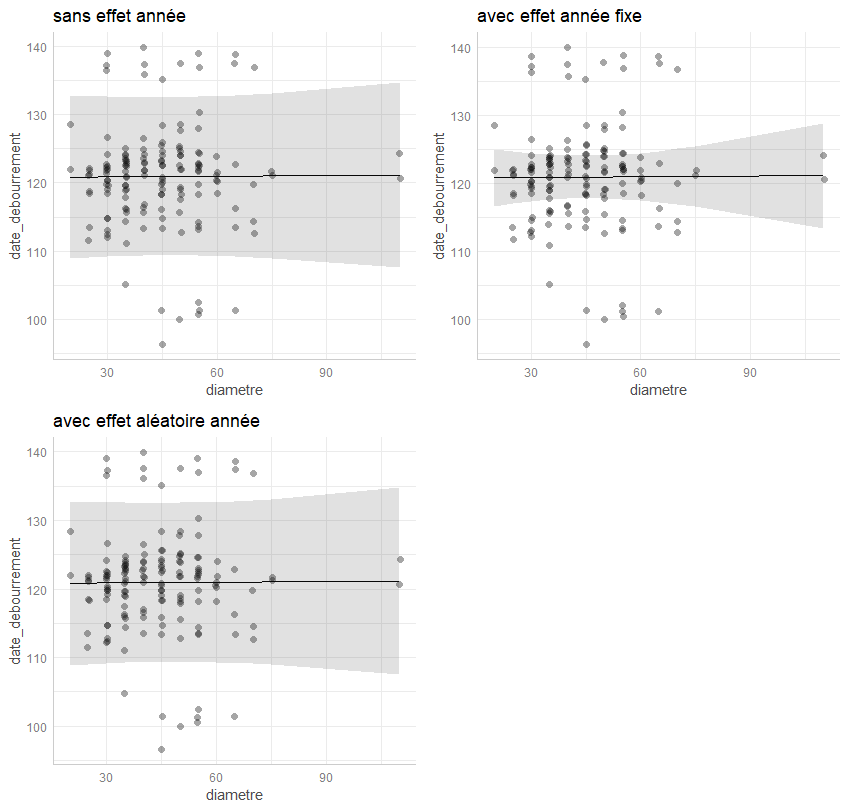 sans effet année
date_debourrement
140
130
120
110
100
30
60
90
diametre
avec effet année fixe
date_debourrement
140
130
120
110
100
30
60
90
diametre
avec effet aléatoire année
date_debourrement
140
130
120
110
100
30
60
90
diametre